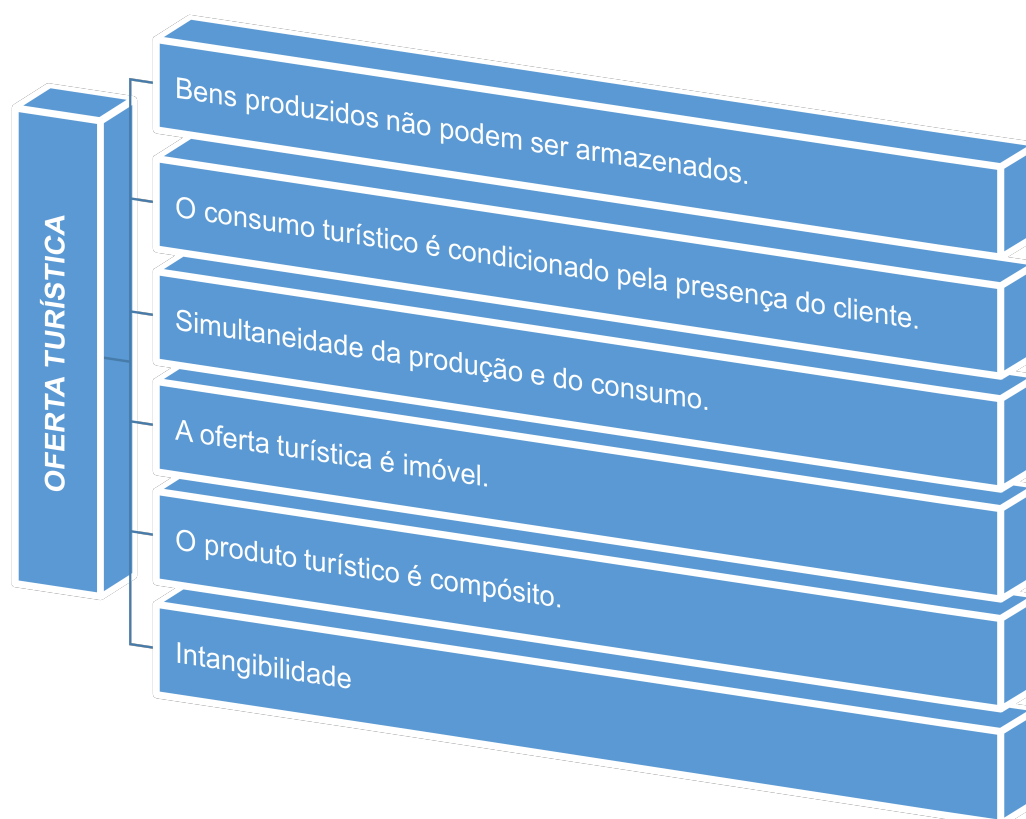 OFERTA TURÍSTICA
Bens produzidos não podem ser armazenados.
O consumo turístico é condicionado pela presença do cliente.
Simultaneidade da produção e do consumo.
A oferta turística é imóvel.
O produto turístico é compósito.
Intangibilidade